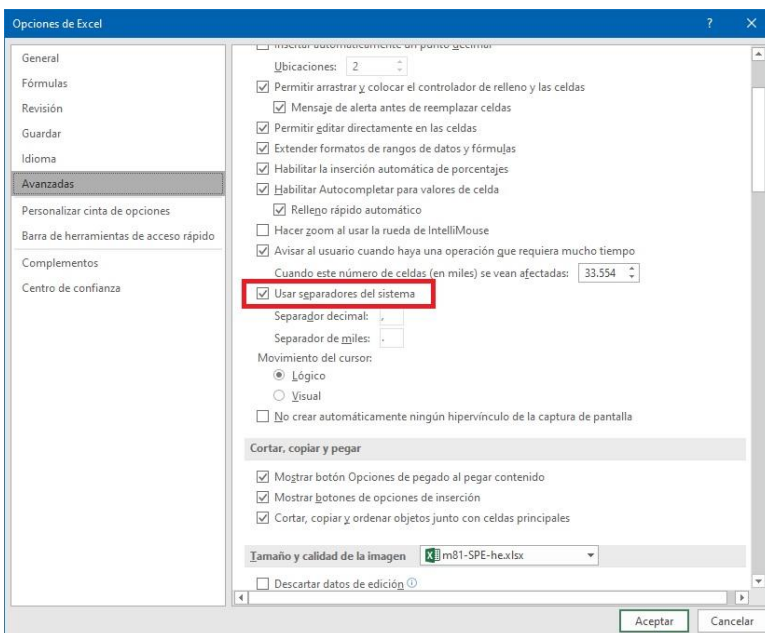 Opciones de Excel
General
Fórmulas
Revisión
Guardar
Idioma
Avanzadas
Personalizar cinta de opciones
Barra de herramientas de acceso rápido
Complementos
Centro de confianza
Insertar automáticamente un punto decimal
Ubicaciones: 2
Permitir arrastrar y colocar el controlador de relleno y las celdas
Mensaje de alerta antes de reemplazar celdas
Permitir editar directamente en las celdas
Extender formatos de rangos de datos y fórmulas
Habilitar la inserción automática de porcentajes
Habilitar Autocompletar para valores de celda
Relleno rápido automático
Hacer zoom al usar la rueda de IntelliMouse
Avisar al usuario cuando haya una operación que requiera mucho tiempo
Cuando este número de celdas (en miles) se vean afectadas: 33.554
Usar separadores del sistema
Separador decimal: ,
Separador de miles: .
Movimiento del cursor:
Lógico
Visual
No crear automáticamente ningún hipervínculo de la captura de pantalla
Cortar, copiar y pegar
Mostrar botón Opciones de pegado al pegar contenido
Mostrar botones de opciones de inserción
Cortar, copiar y ordenar objetos junto con celdas principales
Tamaño y calidad de la imagen m81-SPE-he.xlsx
Descartar datos de edición
Aceptar Cancelar